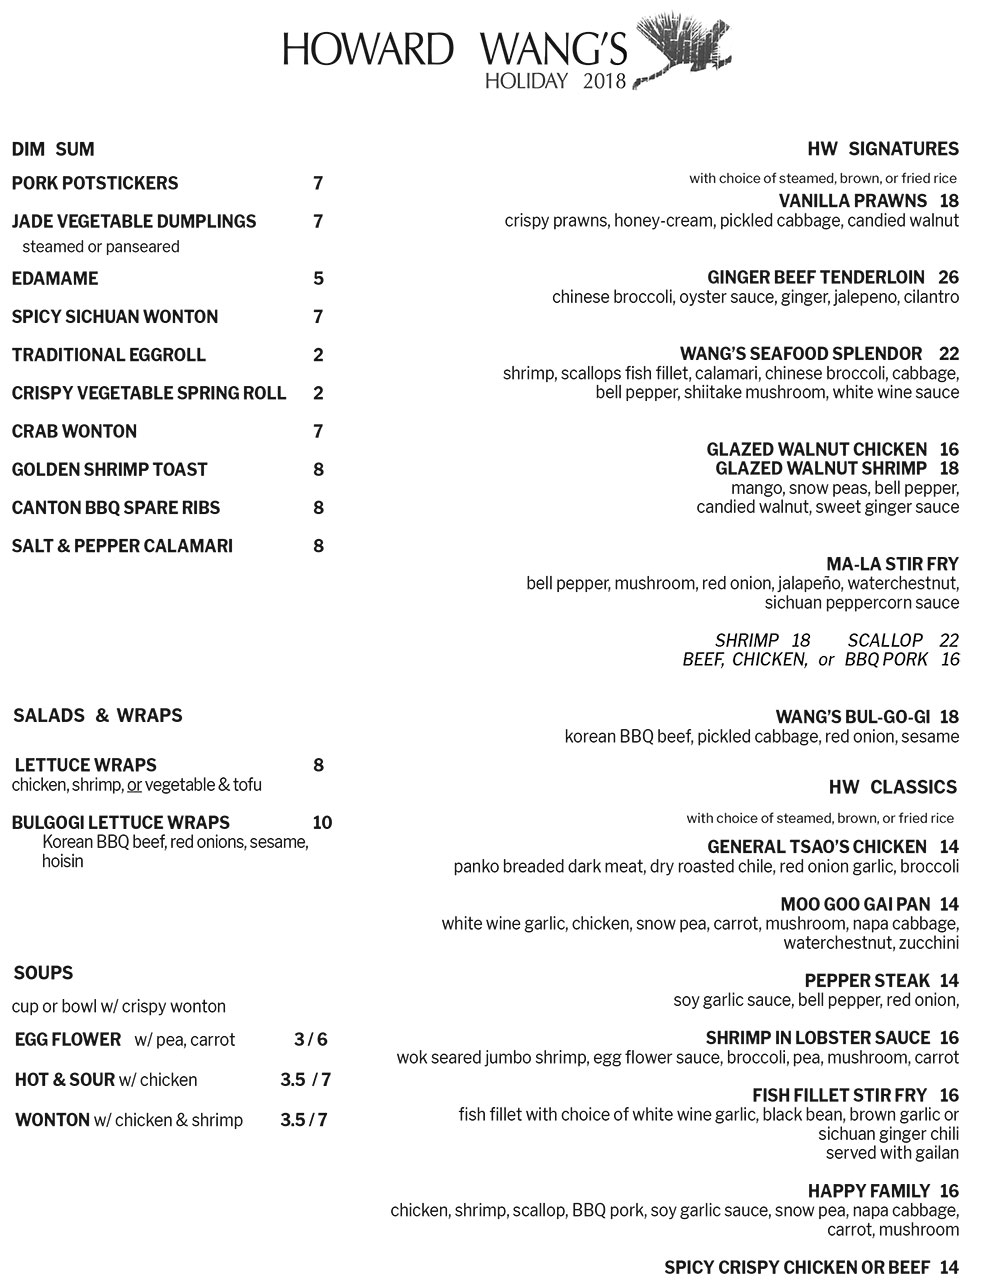 HOWARD WANG'S
HOLIDAY 2018
DIM SUM
PORK POTSTICKERS 7
JADE VEGETABLE DUMPLINGS 7
steamed or panseared
EDAMAME 5
SPICY SICHUAN WONTON 7
TRADITIONAL EGGROLL 2
CRISPY VEGETABLE SPRING ROLL 2
CRAB WONTON 7
GOLDEN SHRIMP TOAST 8
CANTON BBQ SPARE RIBS 8
SALT & PEPPER CALAMARI 8
SALADS & WRAPS
LETTUCE WRAPS 8
chicken, shrimp, or vegetable & tofu
BULGOGI LETTUCE WRAPS 10
Korean BBQ beef, red onions, sesame,
hoisin
SOUPS
cup or bowl w/ crispy wonton
EGG FLOWER w/ pea, carrot 3 / 6
HOT & SOUR w/ chicken 3.5 / 7
WONTON w/ chicken & shrimp 3.5 / 7
HW SIGNATURES
with choice of steamed, brown, or fried rice
VANILLA PRAWNS 18
crispy prawns, honey-cream, pickled cabbage, candied walnut
GINGER BEEF TENDERLOIN 26
chinese broccoli, oyster sauce, ginger, jalepeno, cilantro
WANG'S SEAFOOD SPLENDOR 22
shrimp, scallops fish fillet, calamari, chinese broccoli, cabbage,
bell pepper, shiitake mushroom, white wine sauce
GLAZED WALNUT CHICKEN 16
GLAZED WALNUT SHRIMP 18
mango, snow peas, bell pepper,
candied walnut, sweet ginger sauce
MA-LA STIR FRY
bell pepper, mushroom, red onion, jalapeño, waterchestnut,
sichuan peppercorn sauce
SHRIMP 18 SCALLOP 22
BEEF, CHICKEN, or BBQ PORK 16
WANG'S BUL-GO-GI 18
korean BBQ beef, pickled cabbage, red onion, sesame
HW CLASSICS
with choice of steamed, brown, or fried rice
GENERAL TSAO'S CHICKEN 14
panko breaded dark meat, dry roasted chile, red onion garlic, broccoli
MOO GOO GAI PAN 14
white wine garlic, chicken, snow pea, carrot, mushroom, napa cabbage,
waterchestnut, zucchini
PEPPER STEAK 14
soy garlic sauce, bell pepper, red onion,
SHRIMP IN LOBSTER SAUCE 16
wok seared jumbo shrimp, egg flower sauce, broccoli, pea, mushroom, carrot
FISH FILLET STIR FRY 16
fish fillet with choice of white wine garlic, black bean, brown garlic or
sichuan ginger chili
served with gailan
HAPPY FAMILY 16
chicken, shrimp, scallop, BBQ pork, soy garlic sauce, snow pea, napa cabbage,
carrot, mushroom
SPICY CRISPY CHICKEN OR BEEF 14